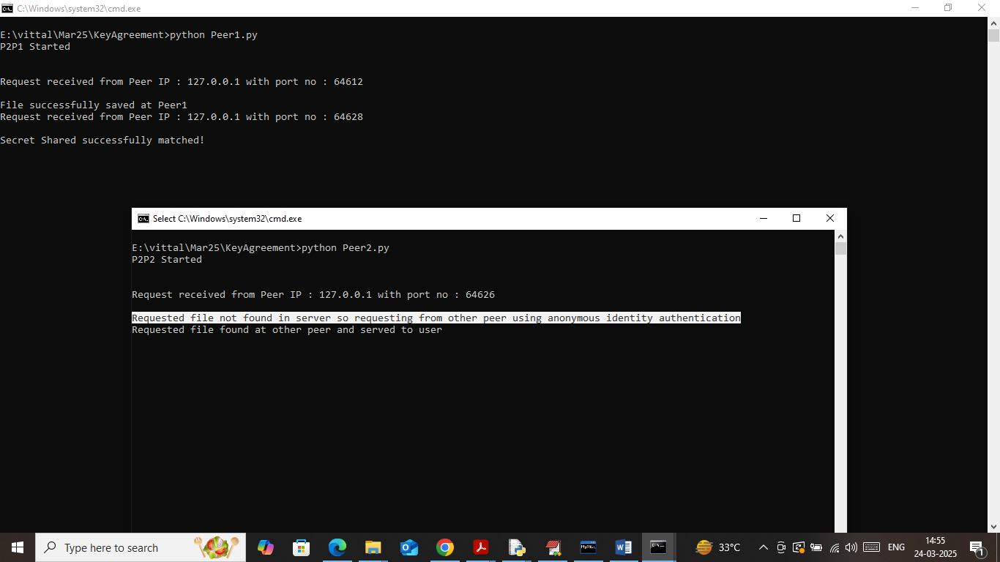 C:\Windows\system32\cmd.exe
E:\vittal\Mar25\KeyAgreement>python Peer1.py
P2P1 Started
Request received from Peer IP : 127.0.0.1 with port no : 64612
File successfully saved at Peer1
Request received from Peer IP : 127.0.0.1 with port no : 64628
Secret Shared successfully matched!
Select C:\Windows\system32\cmd.exe
E:\vittal\Mar25\KeyAgreement>python Peer2.py
P2P2 Started
Request received from Peer IP : 127.0.0.1 with port no : 64626
Requested file not found in server so requesting from other peer using anonymous identity authentication
Requested file found at other peer and served to user
Type here to search
33°C
ENG
14:55
24-03-2025
1